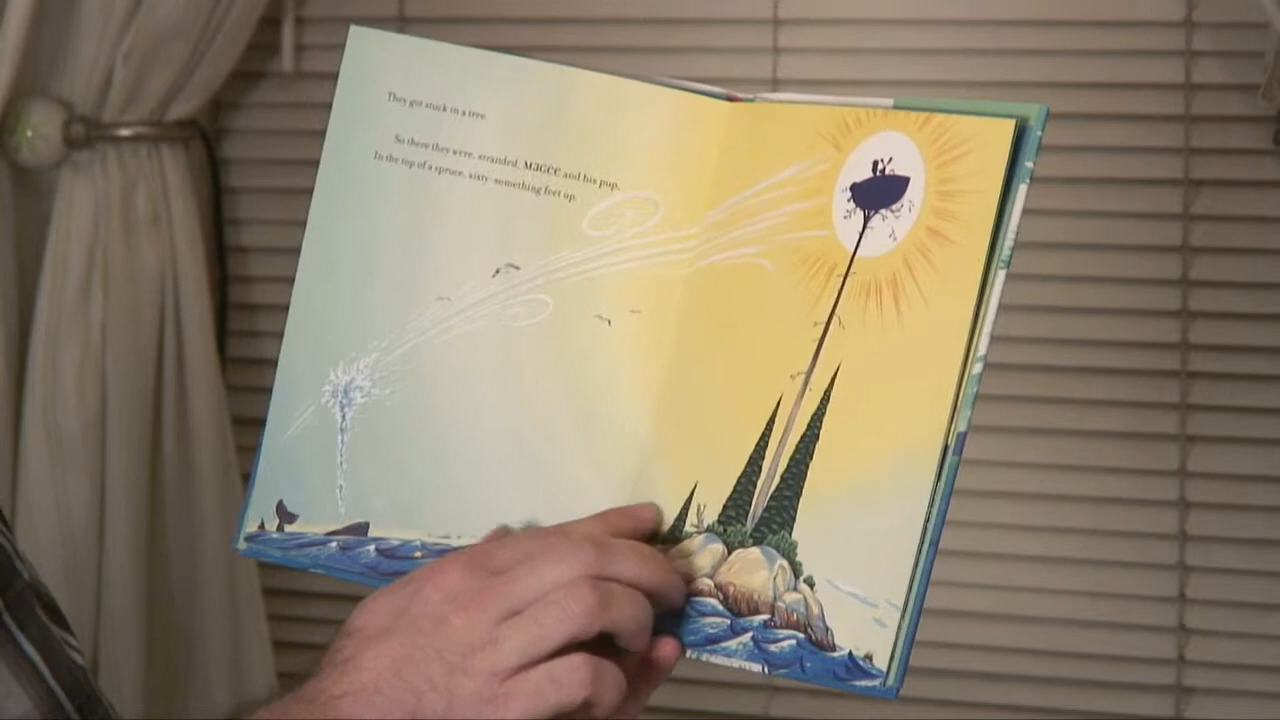 They got stuck in a tree.
So there they were, stranded, MaGEE and his pup,
In the top of a spruce, sixty-something feet up.